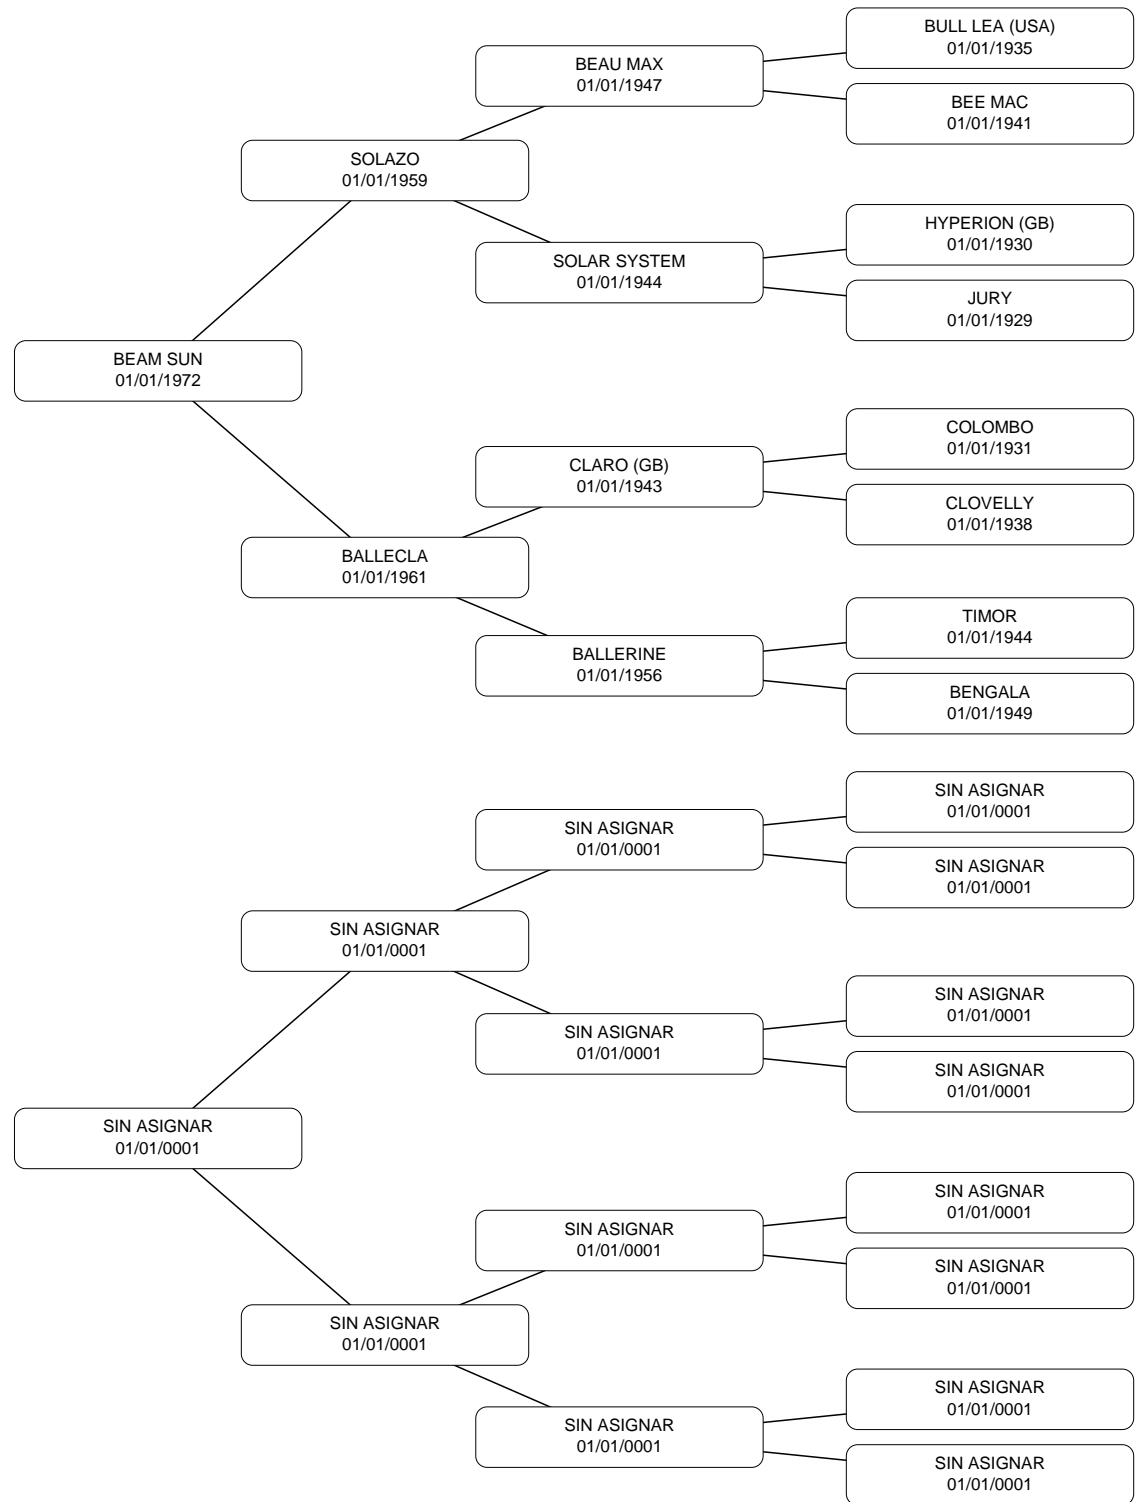 BULL LEA (USA)
01/01/1935
BEAU MAX
01/01/1947
BEE MAC
01/01/1941
SOLAZO
01/01/1959
HYPERION (GB)
01/01/1930
SOLAR SYSTEM
01/01/1944
JURY
01/01/1929
BEAM SUN
01/01/1972
COLOMBO
01/01/1931
CLARO (GB)
01/01/1943
CLOVELLY
01/01/1938
BALLECLA
01/01/1961
TIMOR
01/01/1944
BALLERINE
01/01/1956
BENGALA
01/01/1949
SIN ASIGNAR
01/01/0001
SIN ASIGNAR
01/01/0001
SIN ASIGNAR
01/01/0001
SIN ASIGNAR
01/01/0001
SIN ASIGNAR
01/01/0001
SIN ASIGNAR
01/01/0001
SIN ASIGNAR
01/01/0001
SIN ASIGNAR
01/01/0001
SIN ASIGNAR
01/01/0001
SIN ASIGNAR
01/01/0001
SIN ASIGNAR
01/01/0001
SIN ASIGNAR
01/01/0001
SIN ASIGNAR
01/01/0001
SIN ASIGNAR
01/01/0001
SIN ASIGNAR
01/01/0001